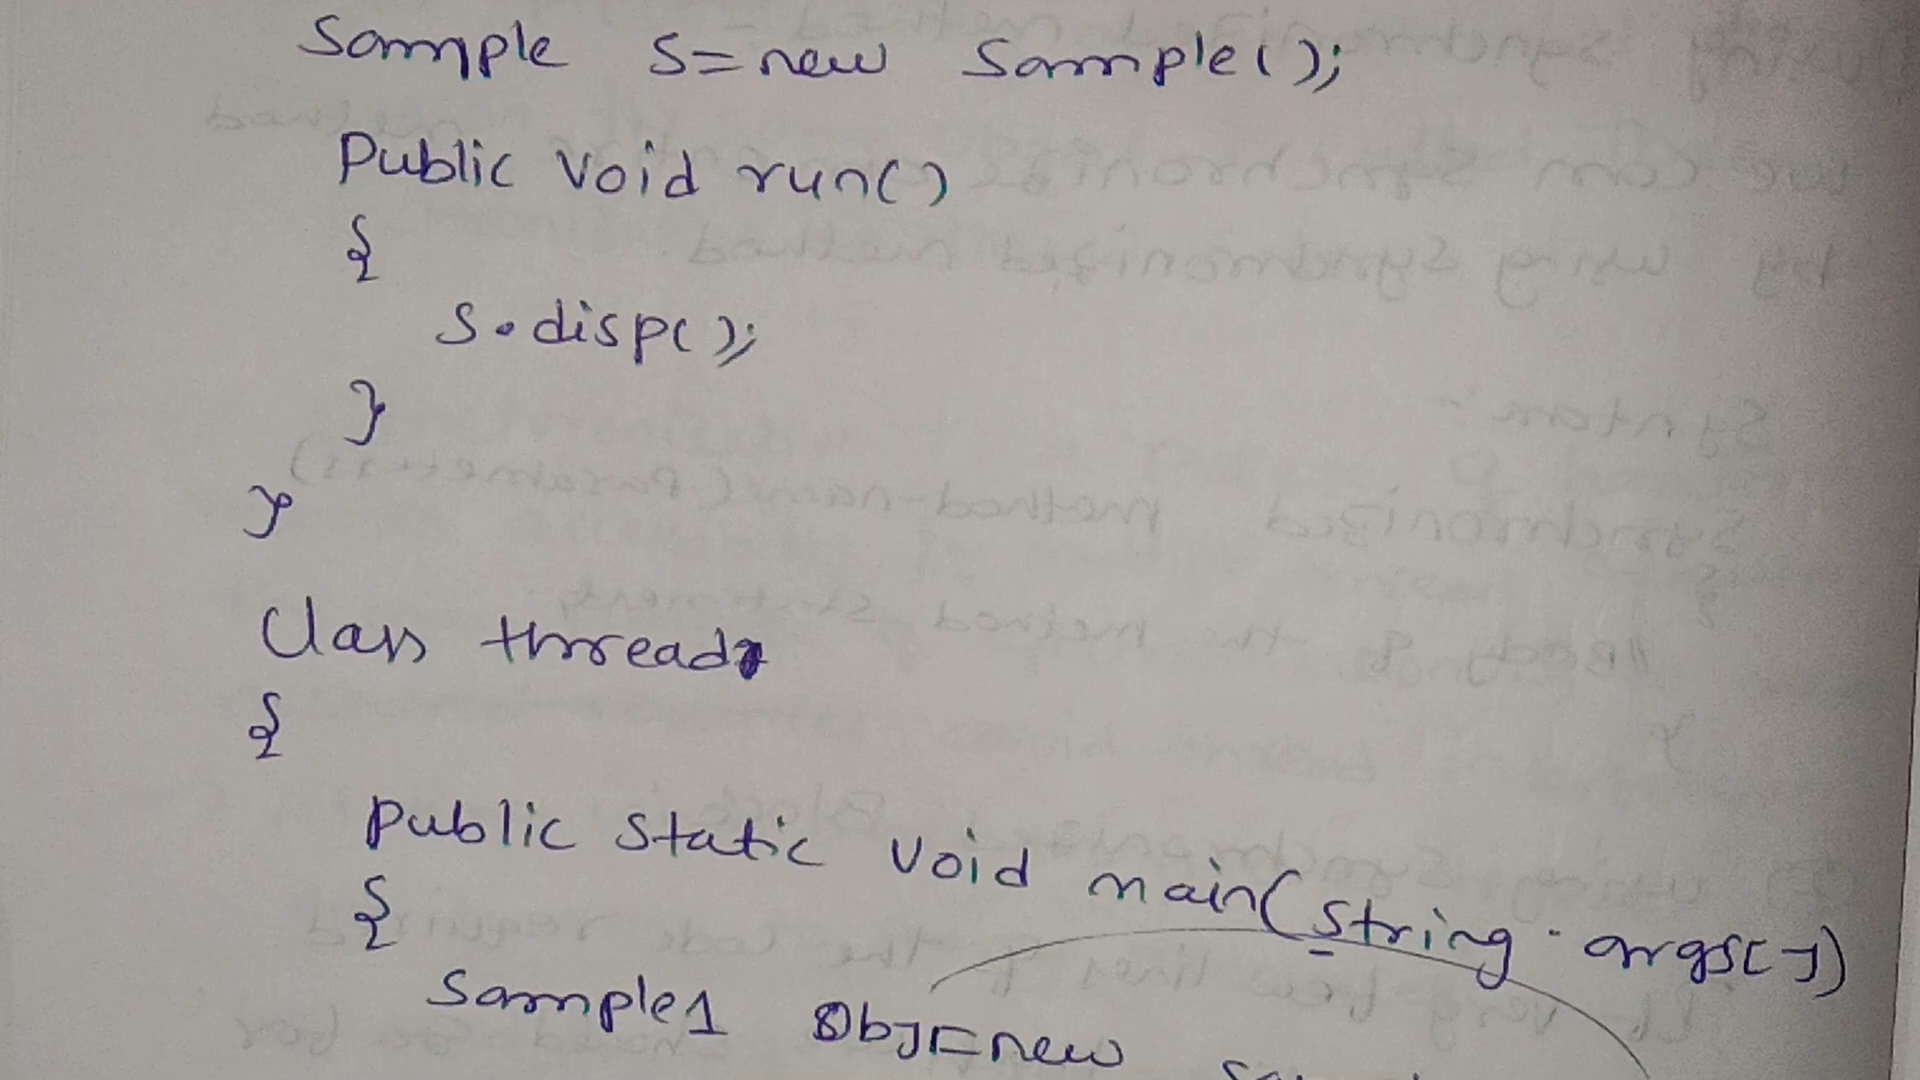 Sample s=new Sample();
Public void run()
{
s.disp();
}
}
Class thread
{
public static void main(String args[])
{
Sample1 Obj=new